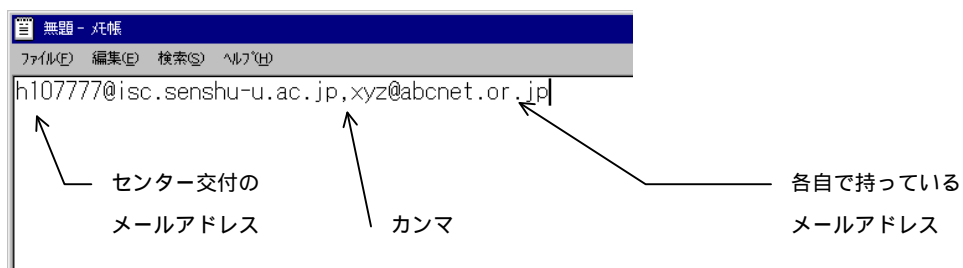 無題 - ﾒﾓ帳
ﾌｧｲﾙ(F) 編集(E) 検索(S) ﾍﾙﾌﾟ(H)
h107777@isc.senshu-u.ac.jp,xyz@abcnet.or.jp
センター交付の
メールアドレス
カンマ
各自で持っている
メールアドレス